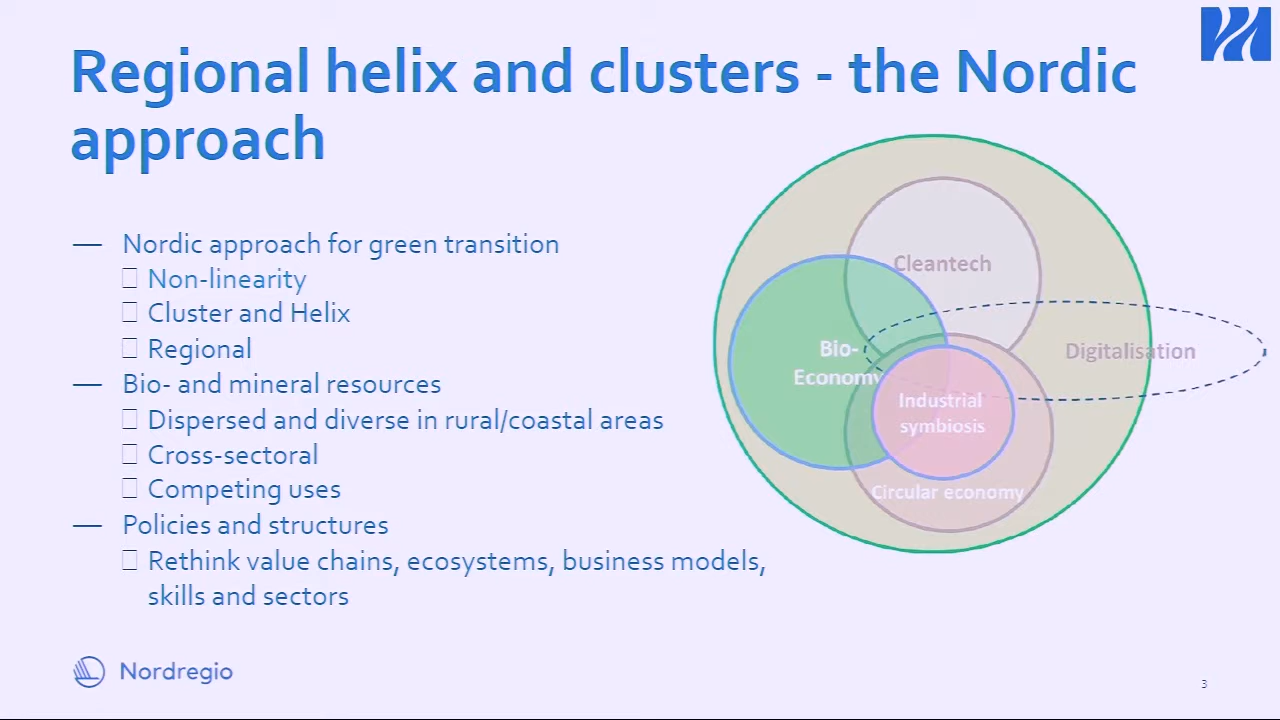 Regional helix and clusters - the Nordic
approach
— Nordic approach for green transition
Non-linearity
Cluster and Helix
Regional
— Bio- and mineral resources
Dispersed and diverse in rural/coastal areas
Cross-sectoral
Competing uses
— Policies and structures
Rethink value chains, ecosystems, business models,
skills and sectors
Cleantech
Bio-
Economy
Digitalisation
Industrial
symbiosis
Circular economy
Nordregio
3